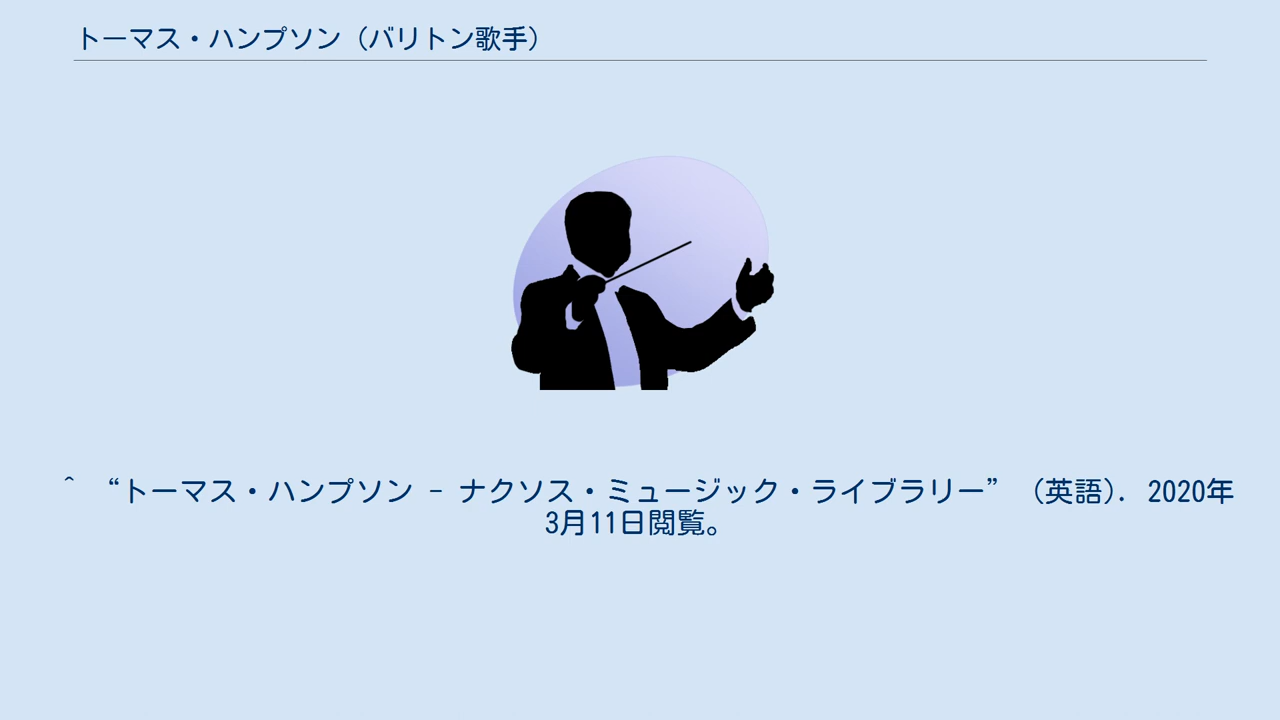 トーマス・ハンプソン（バリトン歌手）
^ “トーマス・ハンプソン - ナクソス・ミュージック・ライブラリー” （英語）. 2020年
3月11日閲覧。